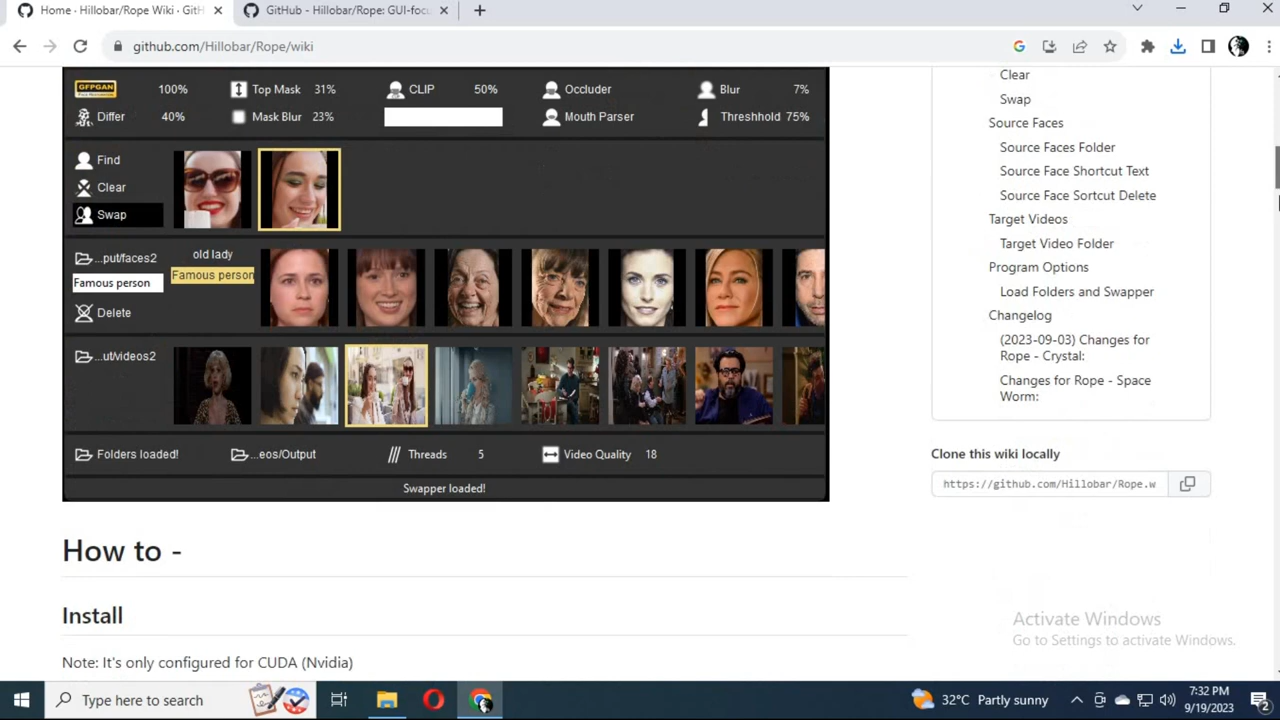 Home · Hillobar/Rope Wiki · GitH
GitHub - Hillobar/Rope: GUI-focu
github.com/Hillobar/Rope/wiki
GFPGAN
100%
Top Mask 31%
CLIP 50%
Occluder
Blur 7%
Differ 40%
Mask Blur 23%
Mouth Parser
Threshhold 75%
Find
Clear
Swap
...put/faces2
old lady
Famous person
Famous person
Delete
...ut/videos2
Folders loaded!
...eos/Output
Threads 5
Video Quality 18
Swapper loaded!
How to -
Install
Note: It's only configured for CUDA (Nvidia)
Clear
Swap
Source Faces
Source Faces Folder
Source Face Shortcut Text
Source Face Sortcut Delete
Target Videos
Target Video Folder
Program Options
Load Folders and Swapper
Changelog
(2023-09-03) Changes for
Rope - Crystal:
Changes for Rope - Space
Worm:
Clone this wiki locally
https://github.com/Hillobar/Rope.w
Activate Windows
Go to Settings to activate Windows.
Type here to search
32°C Partly sunny
7:32 PM
9/19/2023
2